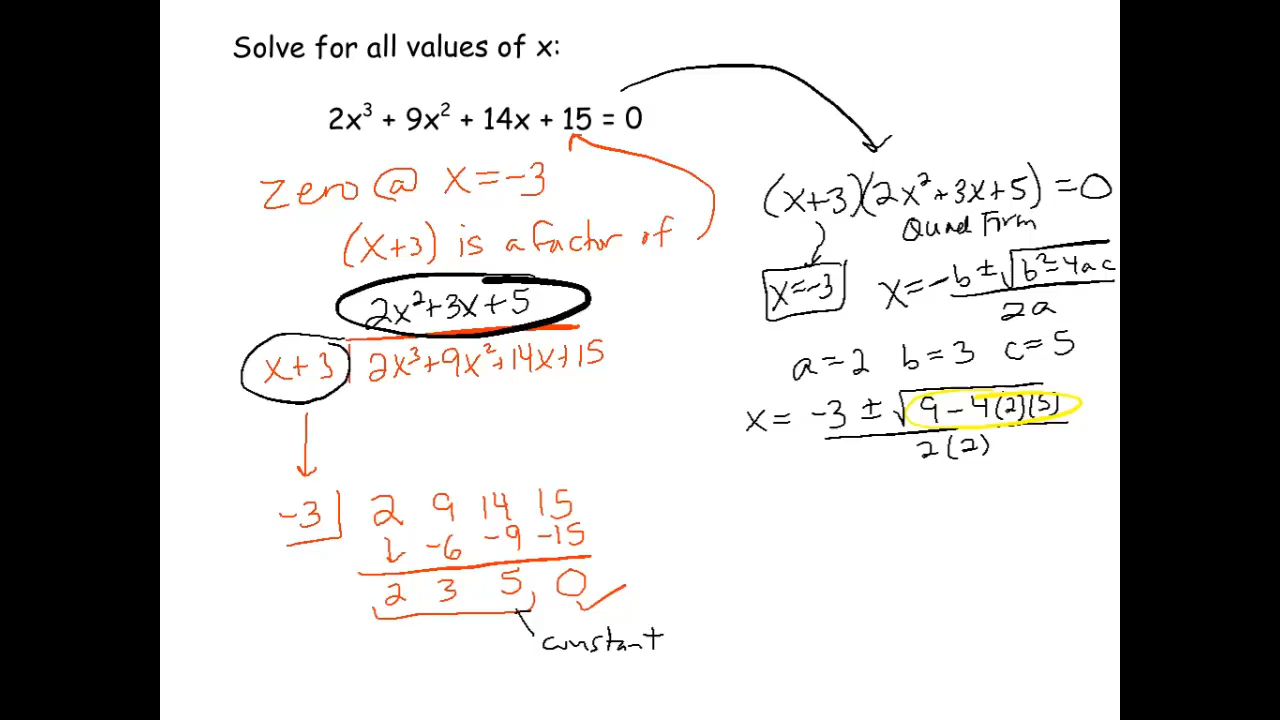 Solve for all values of x:
2x³ + 9x² + 14x + 15 = 0
Zero @ x = -3
(x+3) is a factor of
2x²+3x+5
x+3 2x³+9x²+14x+15
-3 2 9 14 15
↓ -6 -9 -15
2 3 5 0 ✓
constant
(x+3)(2x²+3x+5) = 0
Quad Form
x=-3
x = -b ± √b²-4ac
2a
a=2 b=3 c=5
x = -3 ± √9-4(2)(5)
2(2)